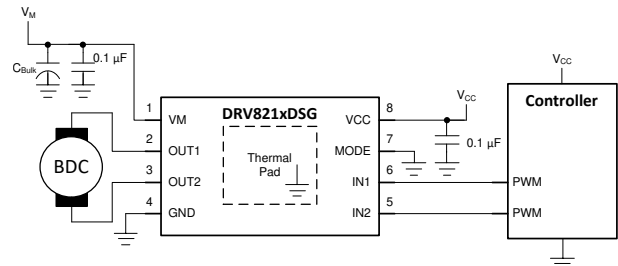 VM
CBulk
0.1 µF
1
VM
2
OUT1
3
OUT2
4
GND
BDC
DRV821xDSG
Thermal
Pad
8
VCC
7
MODE
6
IN1
5
IN2
VCC
0.1 µF
VCC
Controller
PWM
PWM